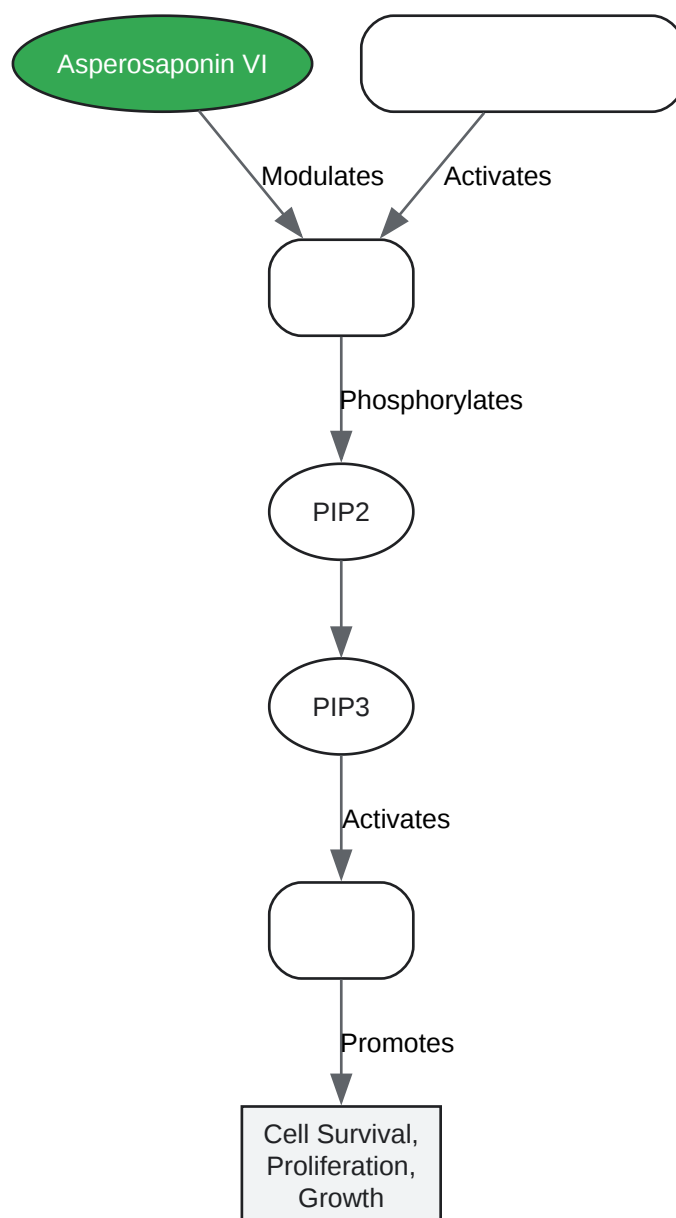 Asperosaponin VI
Modulates
Activates
Phosphorylates
PIP2
PIP3
Activates
Promotes
Cell Survival,
Proliferation,
Growth